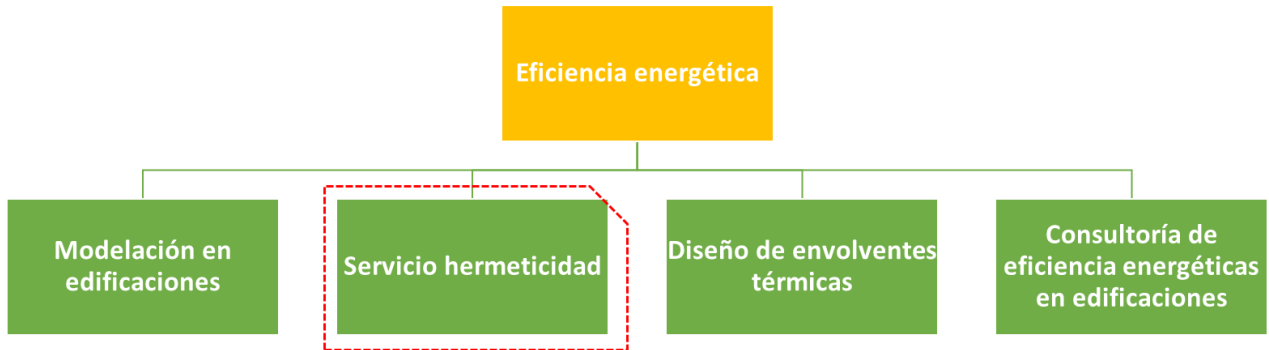 Eficiencia energética
Modelación en
edificaciones
Servicio hermeticidad
Diseño de envolventes
térmicas
Consultoría de
eficiencia energéticas
en edificaciones